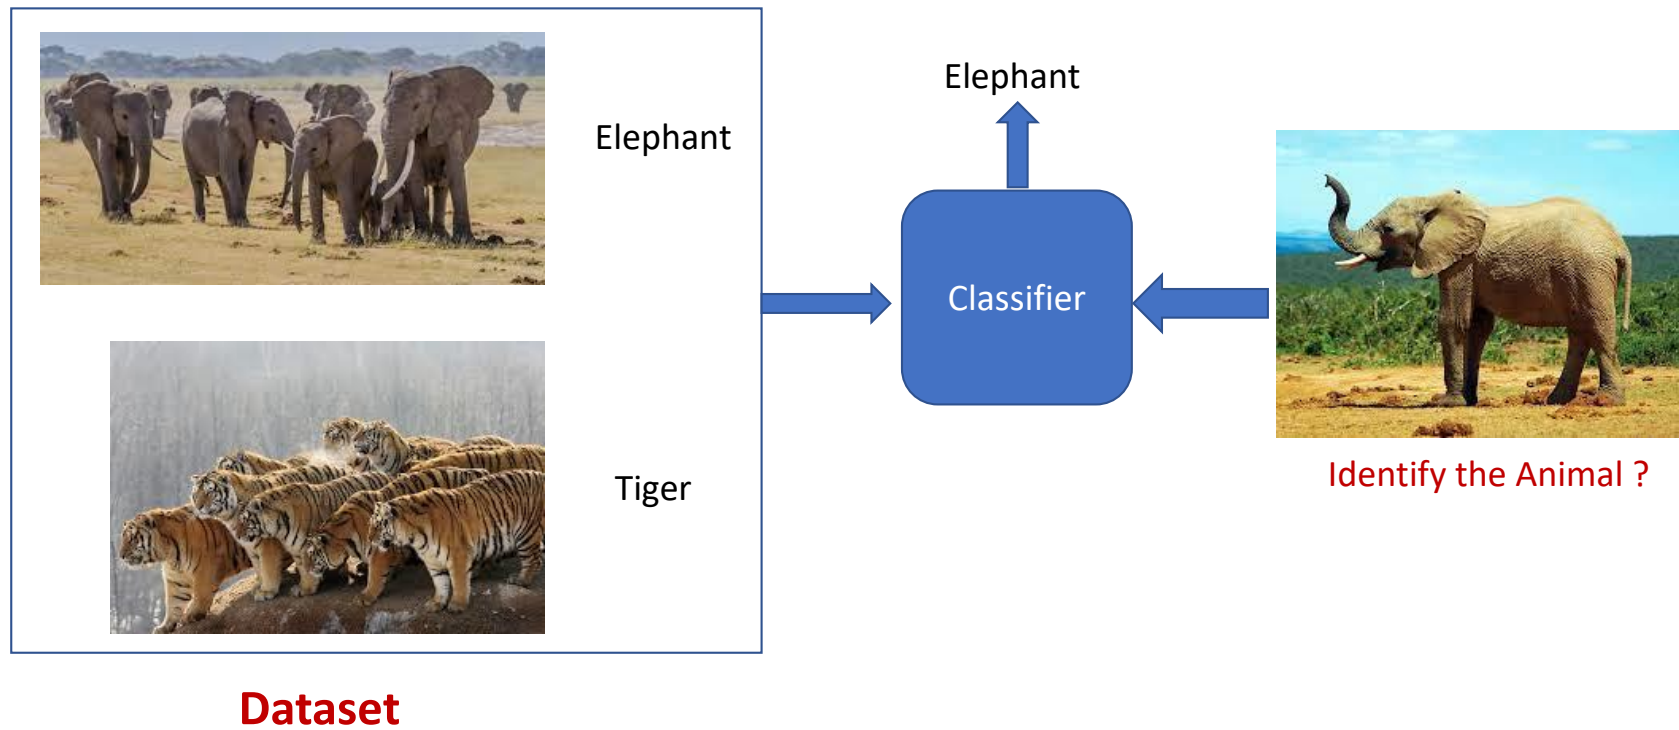 Elephant
Tiger
Dataset
Elephant
Classifier
Identify the Animal ?